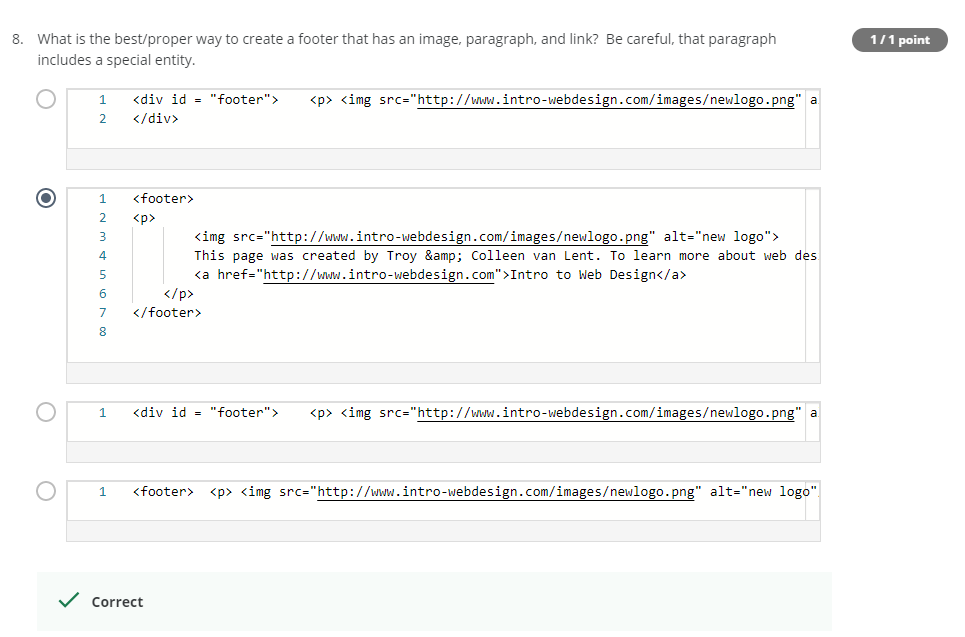 8. What is the best/proper way to create a footer that has an image, paragraph, and link? Be careful, that paragraph
includes a special entity.
1 / 1 point
1 <div id = "footer"> <p> <img src="http://www.intro-webdesign.com/images/newlogo.png" a
2 </div>
1 <footer>
2 <p>
3 <img src="http://www.intro-webdesign.com/images/newlogo.png" alt="new logo">
4 This page was created by Troy &amp; Colleen van Lent. To learn more about web des
5 <a href="http://www.intro-webdesign.com">Intro to Web Design</a>
6 </p>
7 </footer>
8
1 <div id = "footer"> <p> <img src="http://www.intro-webdesign.com/images/newlogo.png" a
1 <footer> <p> <img src="http://www.intro-webdesign.com/images/newlogo.png" alt="new logo"
Correct